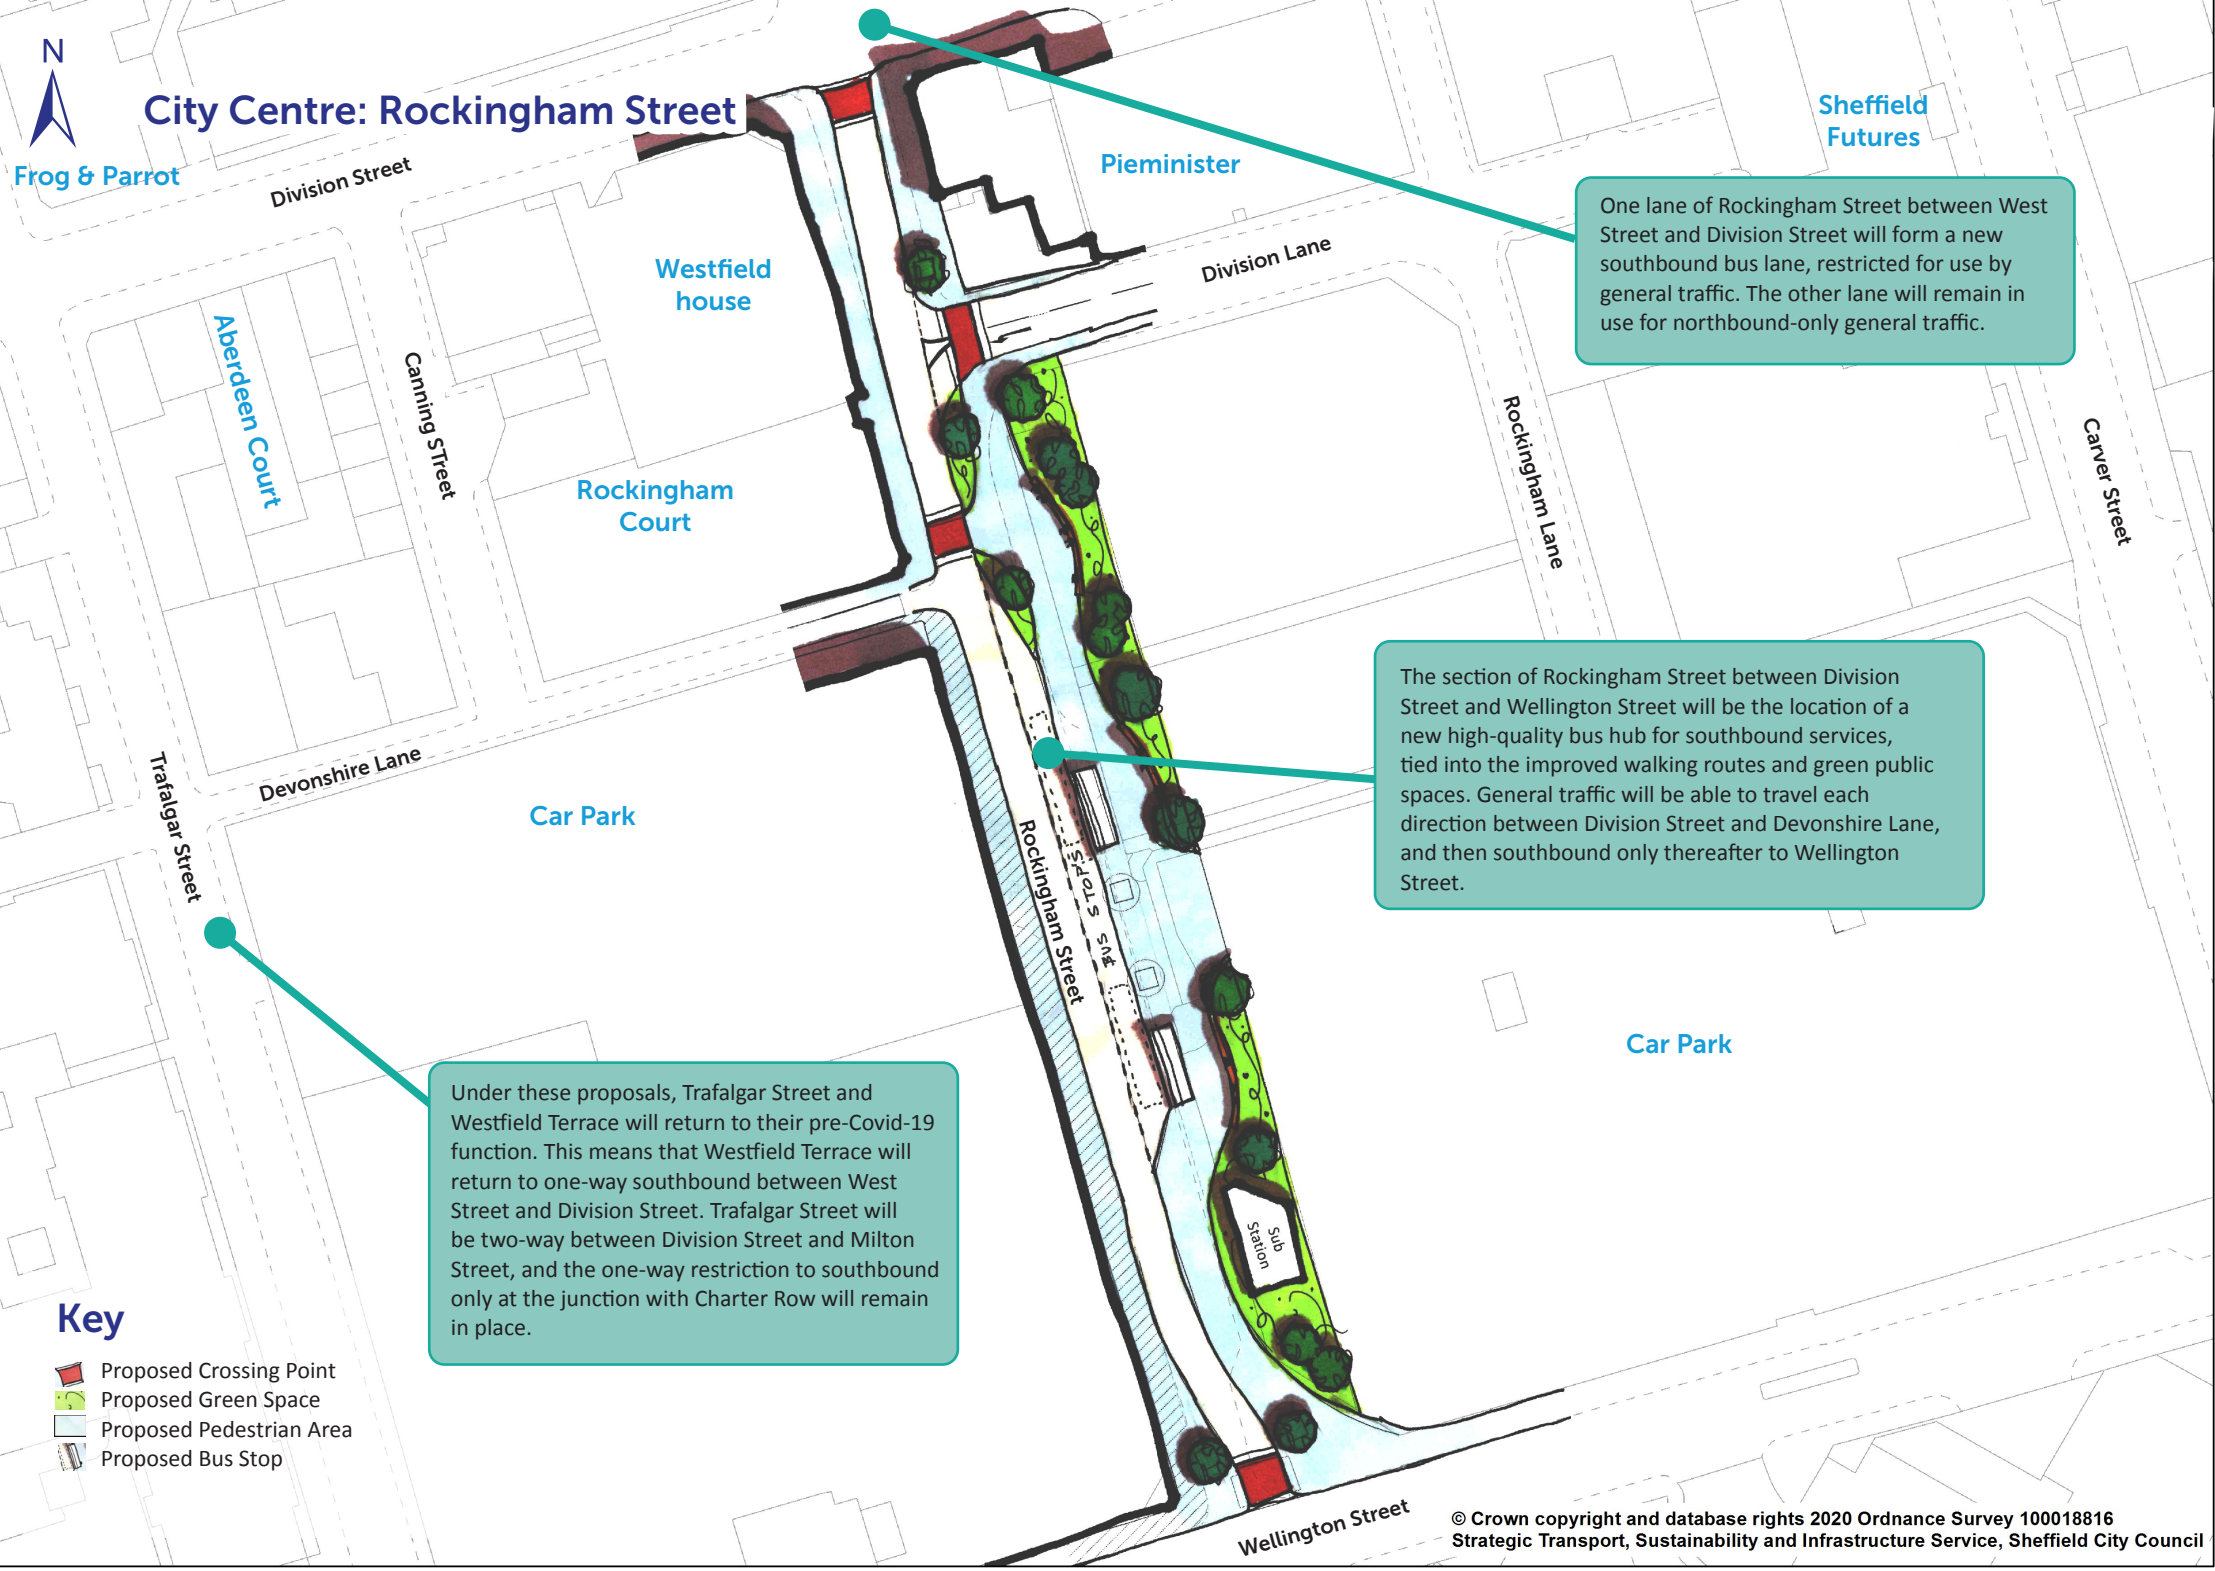 N
City Centre: Rockingham Street
Frog & Parrot
Division Street
Sheffield
Futures
Pieminister
One lane of Rockingham Street between West
Street and Division Street will form a new
southbound bus lane, restricted for use by
general traffic. The other lane will remain in
use for northbound-only general traffic.
Westfield
house
Division Lane
Aberdeen Court
Canning STreet
Rockingham
Court
Rockingham Lane
Carver Street
The section of Rockingham Street between Division
Street and Wellington Street will be the location of a
new high-quality bus hub for southbound services,
tied into the improved walking routes and green public
spaces. General traffic will be able to travel each
direction between Division Street and Devonshire Lane,
and then southbound only thereafter to Wellington
Street.
Trafalgar Street
Devonshire Lane
Car Park
Rockingham Street
BUS STOPS
Car Park
Under these proposals, Trafalgar Street and
Westfield Terrace will return to their pre-Covid-19
function. This means that Westfield Terrace will
return to one-way southbound between West
Street and Division Street. Trafalgar Street will
be two-way between Division Street and Milton
Street, and the one-way restriction to southbound
only at the junction with Charter Row will remain
in place.
Sub
Station
Key
Proposed Crossing Point
Proposed Green Space
Proposed Pedestrian Area
Proposed Bus Stop
Wellington Street
© Crown copyright and database rights 2020 Ordnance Survey 100018816
Strategic Transport, Sustainability and Infrastructure Service, Sheffield City Council